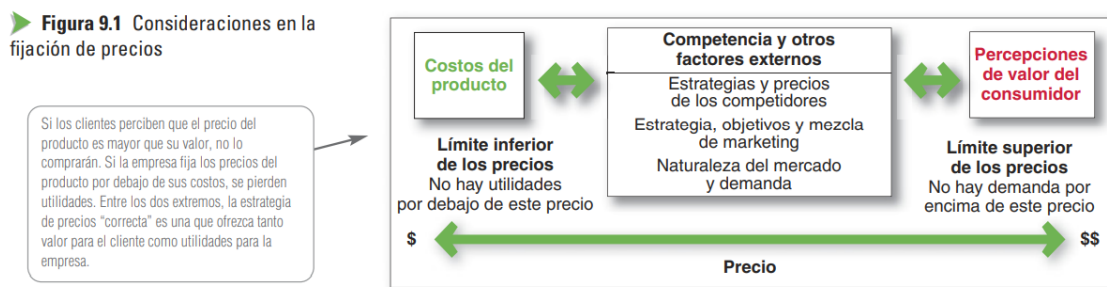 Figura 9.1 Consideraciones en la
fijación de precios
Si los clientes perciben que el precio del
producto es mayor que su valor, no lo
comprarán. Si la empresa fija los precios del
producto por debajo de sus costos, se pierden
utilidades. Entre los dos extremos, la estrategia
de precios “correcta” es una que ofrezca tanto
valor para el cliente como utilidades para la
empresa.
Costos del
producto
Límite inferior
de los precios
No hay utilidades
por debajo de este precio
Competencia y otros
factores externos
Estrategias y precios
de los competidores
Estrategia, objetivos y mezcla
de marketing
Naturaleza del mercado
y demanda
Percepciones
de valor del
consumidor
Límite superior
de los precios
No hay demanda por
encima de este precio
$
$$
Precio